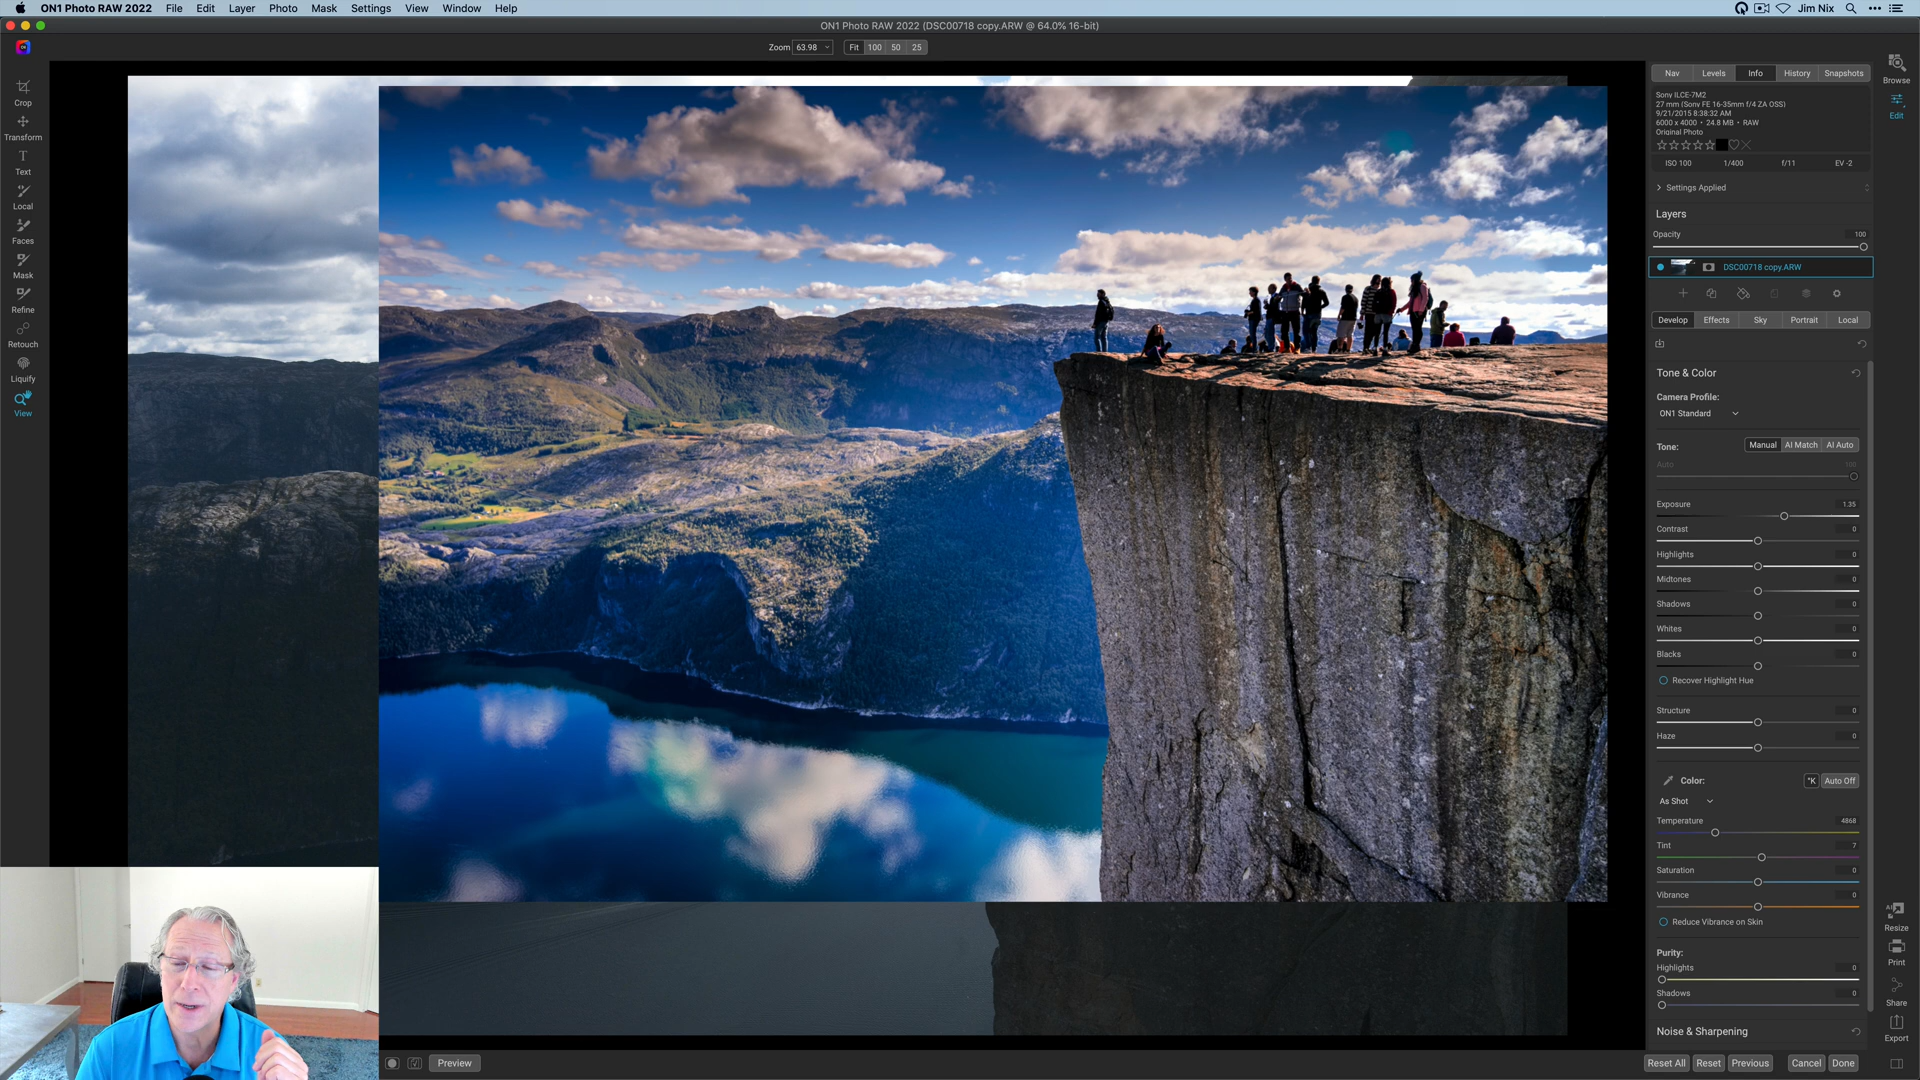 ON1 Photo RAW 2022 File Edit Layer Photo Mask Settings View Window Help Jim Nix
ON1 Photo RAW 2022 (DSC00718 copy.ARW @ 64.0% 16-bit)
Zoom 63.98 Fit 100 50 25
Crop
Transform
Text
Local
Faces
Mask
Refine
Retouch
Liquify
View
Nav Levels Info History Snapshots
Sony ILCE-7M2
27 mm (Sony FE 16-35mm f/4 ZA OSS)
9/21/2015 8:38:32 AM
6000 x 4000 • 24.8 MB • RAW
Original Photo
ISO 100 1/400 f/11 EV -2
Settings Applied
Layers
Opacity 100
DSC00718 copy.ARW
Develop Effects Sky Portrait Local
Tone & Color
Camera Profile:
ON1 Standard
Tone: Manual AI Match AI Auto
Auto 100
Exposure 1.35
Contrast 0
Highlights 0
Midtones 0
Shadows 0
Whites 0
Blacks 0
Recover Highlight Hue
Structure 0
Haze 0
Color: °K Auto Off
As Shot
Temperature 4868
Tint 7
Saturation 0
Vibrance 0
Reduce Vibrance on Skin
Purity:
Highlights 0
Shadows 0
Noise & Sharpening
Browse
Edit
AI
Resize
Print
Share
Export
Preview
Reset All Reset Previous Cancel Done